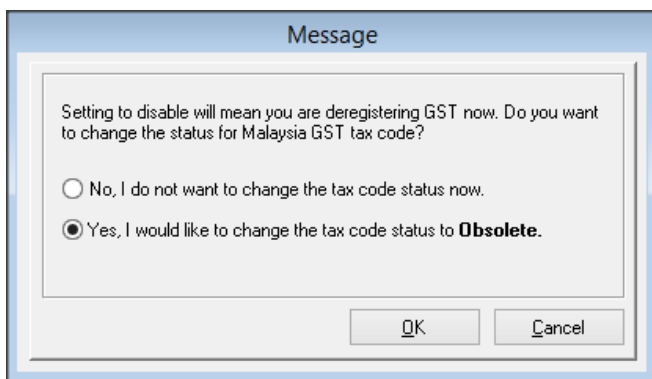 Message
Setting to disable will mean you are deregistering GST now. Do you want
to change the status for Malaysia GST tax code?
No, I do not want to change the tax code status now.
Yes, I would like to change the tax code status to Obsolete.
OK
Cancel